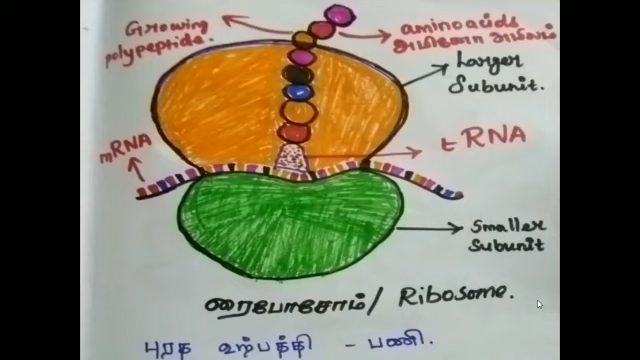 Growing
polypeptide.
aminoacids
அமினோ அமிலம்
Larger
Subunit.
mRNA
tRNA
Smaller
Subunit
ரைபோசோம் / Ribosome.
புரத உற்பத்தி - பணி.